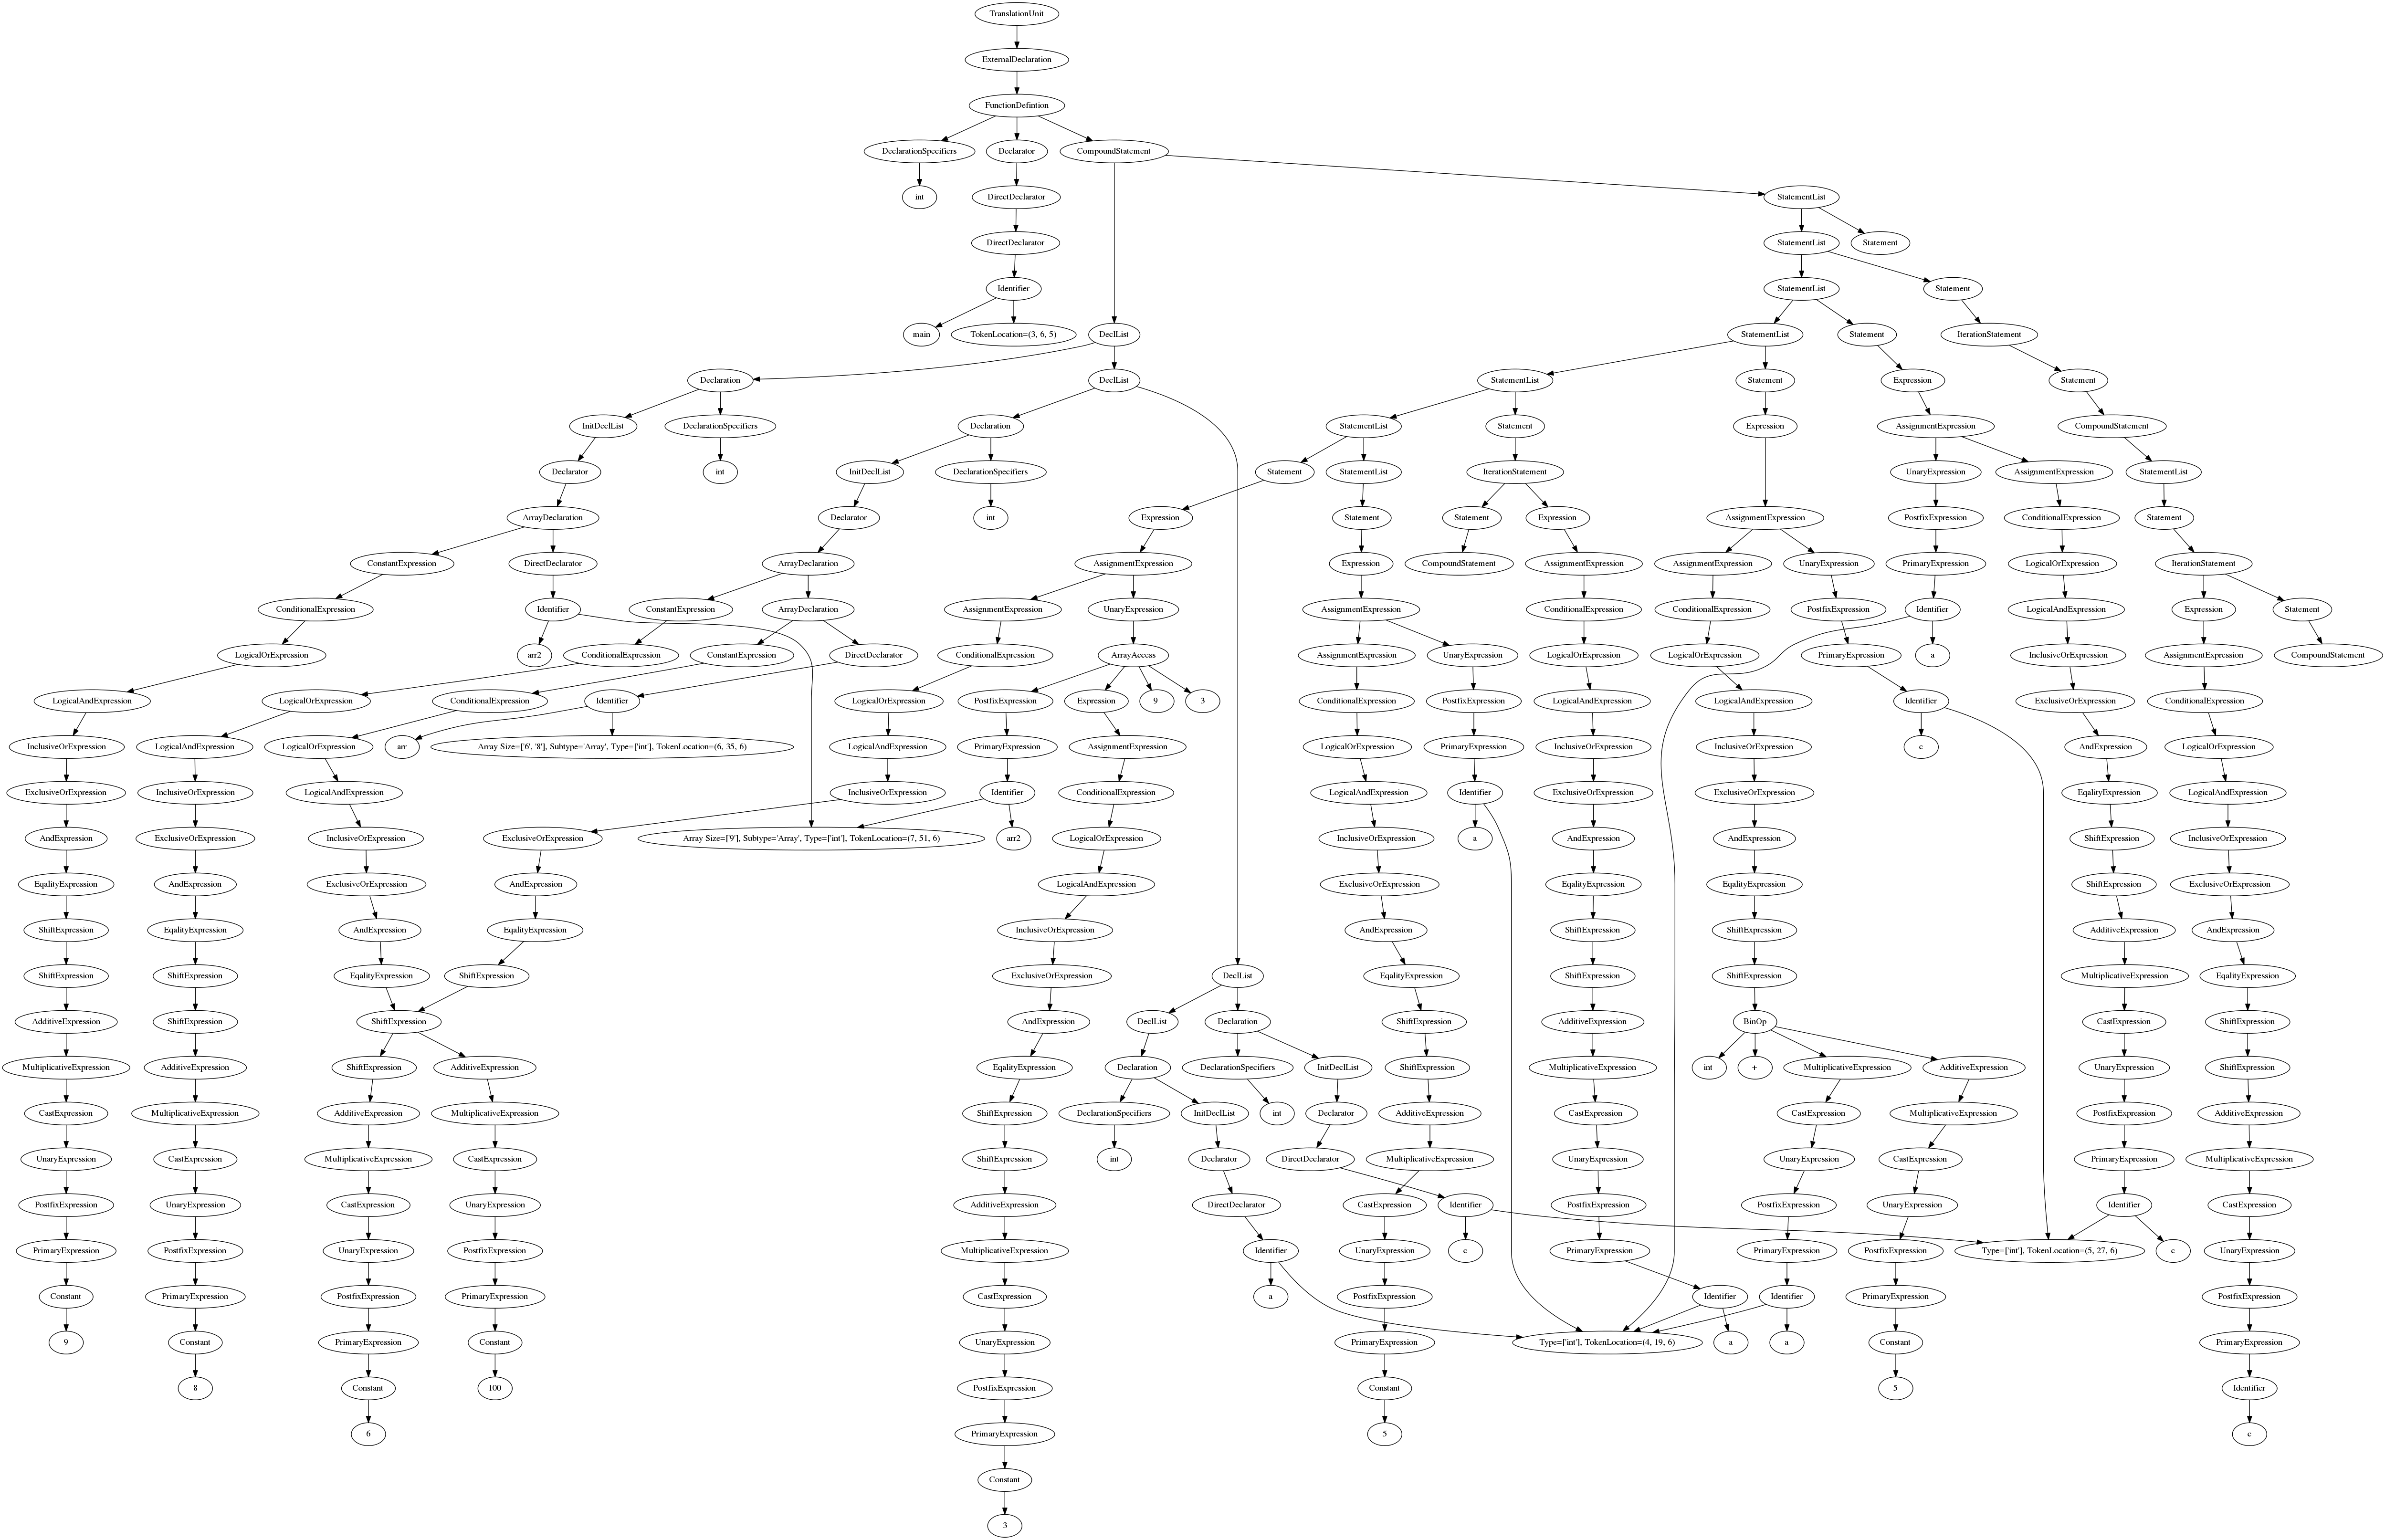 TranslationUnit
ExternalDeclaration
FunctionDefintion
DeclarationSpecifiers Declarator CompoundStatement
int DirectDeclarator StatementList
DirectDeclarator StatementList Statement
Identifier StatementList Statement
main TokenLocation=(3, 6, 5) DeclList StatementList Statement IterationStatement
Declaration DeclList StatementList Statement Expression Statement
InitDeclList DeclarationSpecifiers Declaration StatementList Statement Expression AssignmentExpression CompoundStatement
Declarator int InitDeclList DeclarationSpecifiers Statement StatementList IterationStatement UnaryExpression AssignmentExpression StatementList
ArrayDeclaration Declarator int Expression Statement Statement Expression AssignmentExpression PostfixExpression ConditionalExpression Statement
ConstantExpression DirectDeclarator ArrayDeclaration AssignmentExpression Expression CompoundStatement AssignmentExpression AssignmentExpression UnaryExpression PrimaryExpression LogicalOrExpression IterationStatement
ConditionalExpression Identifier ConstantExpression ArrayDeclaration AssignmentExpression UnaryExpression AssignmentExpression ConditionalExpression ConditionalExpression PostfixExpression Identifier LogicalAndExpression Expression Statement
LogicalOrExpression arr2 ConditionalExpression ConstantExpression DirectDeclarator ConditionalExpression ArrayAccess AssignmentExpression UnaryExpression LogicalOrExpression LogicalOrExpression PrimaryExpression a InclusiveOrExpression AssignmentExpression CompoundStatement
LogicalAndExpression LogicalOrExpression ConditionalExpression Identifier LogicalOrExpression PostfixExpression Expression 9 3 ConditionalExpression PostfixExpression LogicalAndExpression LogicalAndExpression Identifier ExclusiveOrExpression ConditionalExpression
InclusiveOrExpression LogicalAndExpression LogicalOrExpression arr Array Size=['6', '8'], Subtype='Array', Type=['int'], TokenLocation=(6, 35, 6) LogicalAndExpression PrimaryExpression AssignmentExpression LogicalOrExpression PrimaryExpression InclusiveOrExpression InclusiveOrExpression c AndExpression LogicalOrExpression
ExclusiveOrExpression InclusiveOrExpression LogicalAndExpression InclusiveOrExpression Identifier ConditionalExpression LogicalAndExpression Identifier ExclusiveOrExpression ExclusiveOrExpression EqalityExpression LogicalAndExpression
AndExpression ExclusiveOrExpression InclusiveOrExpression ExclusiveOrExpression Array Size=['9'], Subtype='Array', Type=['int'], TokenLocation=(7, 51, 6) arr2 LogicalOrExpression InclusiveOrExpression a AndExpression AndExpression ShiftExpression InclusiveOrExpression
EqalityExpression AndExpression ExclusiveOrExpression AndExpression LogicalAndExpression ExclusiveOrExpression EqalityExpression EqalityExpression ShiftExpression ExclusiveOrExpression
ShiftExpression EqalityExpression AndExpression EqalityExpression InclusiveOrExpression AndExpression ShiftExpression ShiftExpression AdditiveExpression AndExpression
ShiftExpression ShiftExpression EqalityExpression ShiftExpression ExclusiveOrExpression DeclList EqalityExpression ShiftExpression ShiftExpression MultiplicativeExpression EqalityExpression
AdditiveExpression ShiftExpression ShiftExpression AndExpression DeclList Declaration ShiftExpression AdditiveExpression BinOp CastExpression ShiftExpression
MultiplicativeExpression AdditiveExpression ShiftExpression AdditiveExpression EqalityExpression Declaration DeclarationSpecifiers InitDeclList ShiftExpression MultiplicativeExpression int + MultiplicativeExpression AdditiveExpression UnaryExpression ShiftExpression
CastExpression MultiplicativeExpression AdditiveExpression MultiplicativeExpression ShiftExpression DeclarationSpecifiers InitDeclList int Declarator AdditiveExpression CastExpression CastExpression MultiplicativeExpression PostfixExpression AdditiveExpression
UnaryExpression CastExpression MultiplicativeExpression CastExpression ShiftExpression int Declarator DirectDeclarator MultiplicativeExpression UnaryExpression UnaryExpression CastExpression PrimaryExpression MultiplicativeExpression
PostfixExpression UnaryExpression CastExpression UnaryExpression AdditiveExpression DirectDeclarator CastExpression Identifier PostfixExpression PostfixExpression UnaryExpression Identifier CastExpression
PrimaryExpression PostfixExpression UnaryExpression PostfixExpression MultiplicativeExpression Identifier UnaryExpression c PrimaryExpression PrimaryExpression PostfixExpression Type=['int'], TokenLocation=(5, 27, 6) c UnaryExpression
Constant PrimaryExpression PostfixExpression PrimaryExpression CastExpression a PostfixExpression Identifier Identifier PrimaryExpression PostfixExpression
9 Constant PrimaryExpression Constant UnaryExpression PrimaryExpression Type=['int'], TokenLocation=(4, 19, 6) a a Constant PrimaryExpression
8 Constant 100 PostfixExpression Constant 5 Identifier
6 PrimaryExpression 5 c
Constant
3